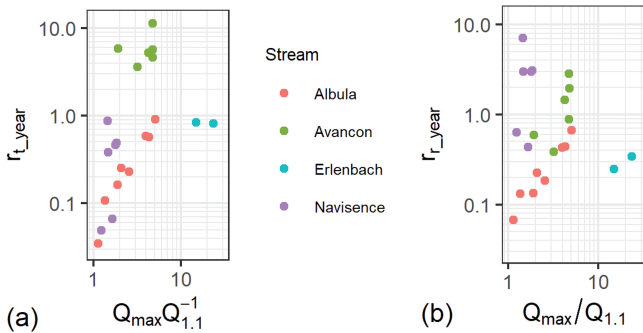 10.0
1.0
0.1
r_t_year
1
10
Q_max Q_1.1^-1
(a)
Stream
Albula
Avancon
Erlenbach
Navisence
10.0
1.0
0.1
r_r_year
1
10
Q_max/Q_1.1
(b)